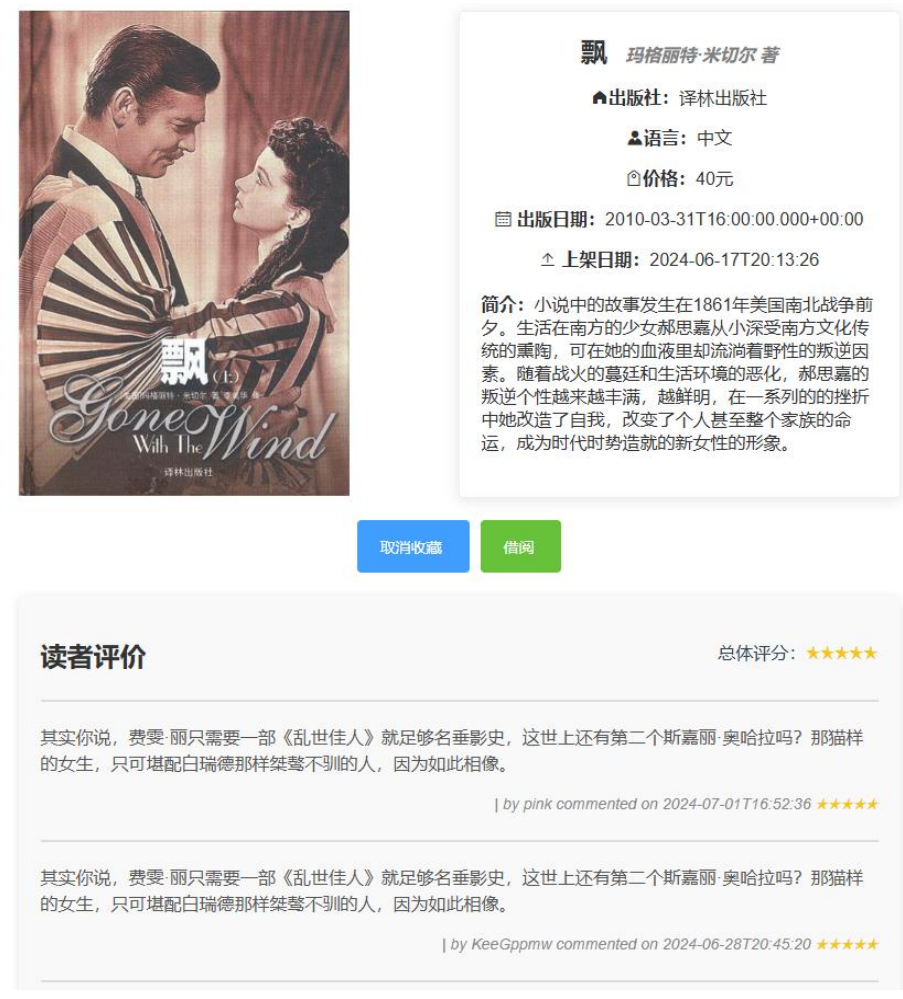 飘 玛格丽特·米切尔 著
出版社：译林出版社
语言：中文
价格：40元
出版日期：2010-03-31T16:00:00.000+00:00
上架日期：2024-06-17T20:13:26
简介：小说中的故事发生在1861年美国南北战争前
夕。生活在南方的少女郝思嘉从小深受南方文化传
统的熏陶，可在她的血液里却流淌着野性的叛逆因
素。随着战火的蔓廷和生活环境的恶化，郝思嘉的
叛逆个性越来越丰满，越鲜明，在一系列的的挫折
中她改造了自我，改变了个人甚至整个家族的命
运，成为时代时势造就的新女性的形象。
飘(上)
玛格丽特·米切尔 著
Gone
With The Wind
译林出版社
取消收藏 借阅
读者评价 总体评分：★★★★★
其实你说，费雯·丽只需要一部《乱世佳人》就足够名垂影史，这世上还有第二个斯嘉丽·奥哈拉吗？那猫样
的女生，只可堪配白瑞德那样桀骜不驯的人，因为如此相像。
| by pink commented on 2024-07-01T16:52:36 ★★★★★
其实你说，费雯·丽只需要一部《乱世佳人》就足够名垂影史，这世上还有第二个斯嘉丽·奥哈拉吗？那猫样
的女生，只可堪配白瑞德那样桀骜不驯的人，因为如此相像。
| by KeeGppmw commented on 2024-06-28T20:45:20 ★★★★★